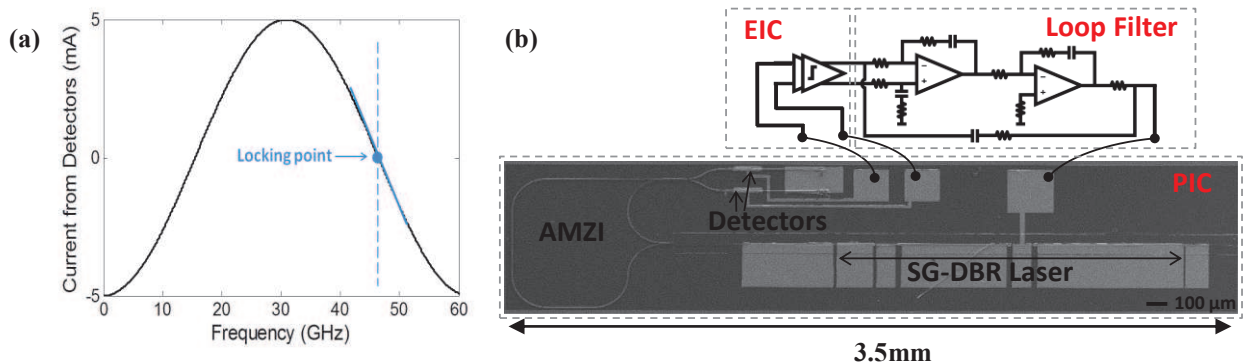 (a)
Current from Detectors (mA)
5
0
-5
Locking point
0
10
20
30
40
50
60
Frequency (GHz)
(b)
EIC
Loop Filter
−
+
−
+
PIC
Detectors
AMZI
SG-DBR Laser
100 µm
3.5mm